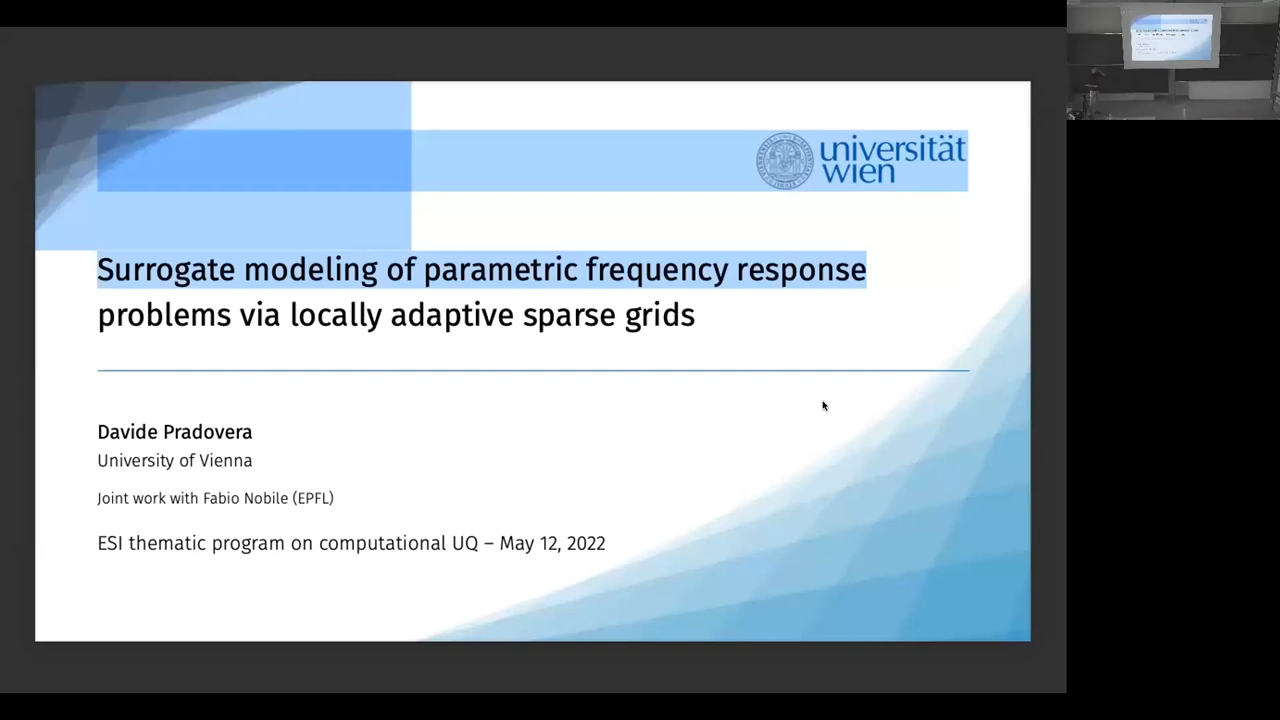 universität
wien
Surrogate modeling of parametric frequency response
problems via locally adaptive sparse grids
Davide Pradovera
University of Vienna
Joint work with Fabio Nobile (EPFL)
ESI thematic program on computational UQ – May 12, 2022